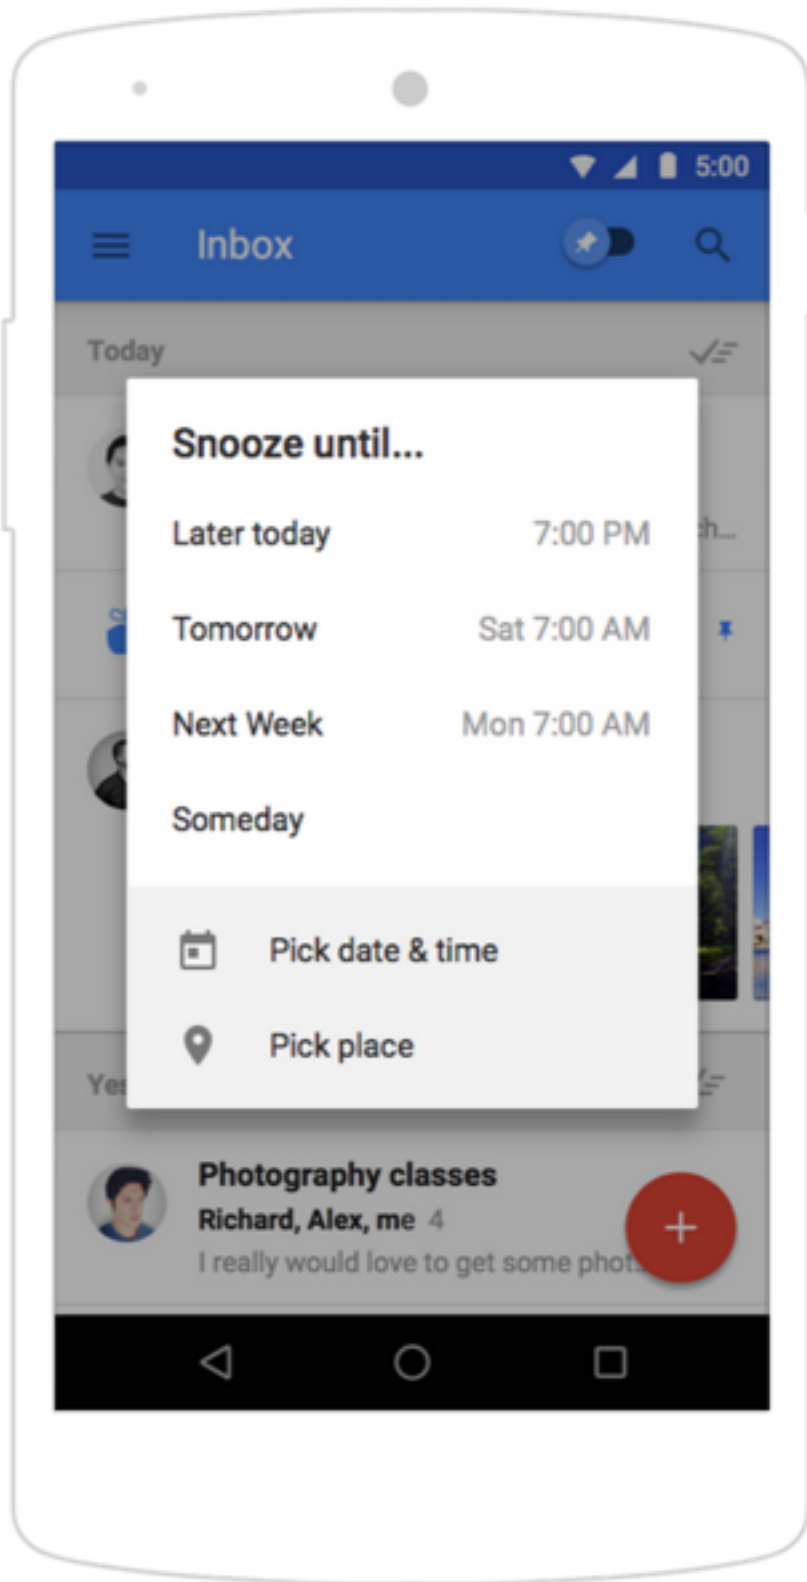 5:00
Inbox
Today
Snooze until...
Later today 7:00 PM
ch...
Tomorrow Sat 7:00 AM
Next Week Mon 7:00 AM
Someday
Pick date & time
Pick place
Yes
Photography classes
Richard, Alex, me 4
I really would love to get some phot...